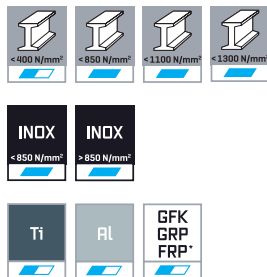 <400 N/mm²
<850 N/mm²
<1100 N/mm²
<1300 N/mm²
INOX
<850 N/mm²
INOX
>850 N/mm²
Ti
Al
GFK
GRP
FRP*